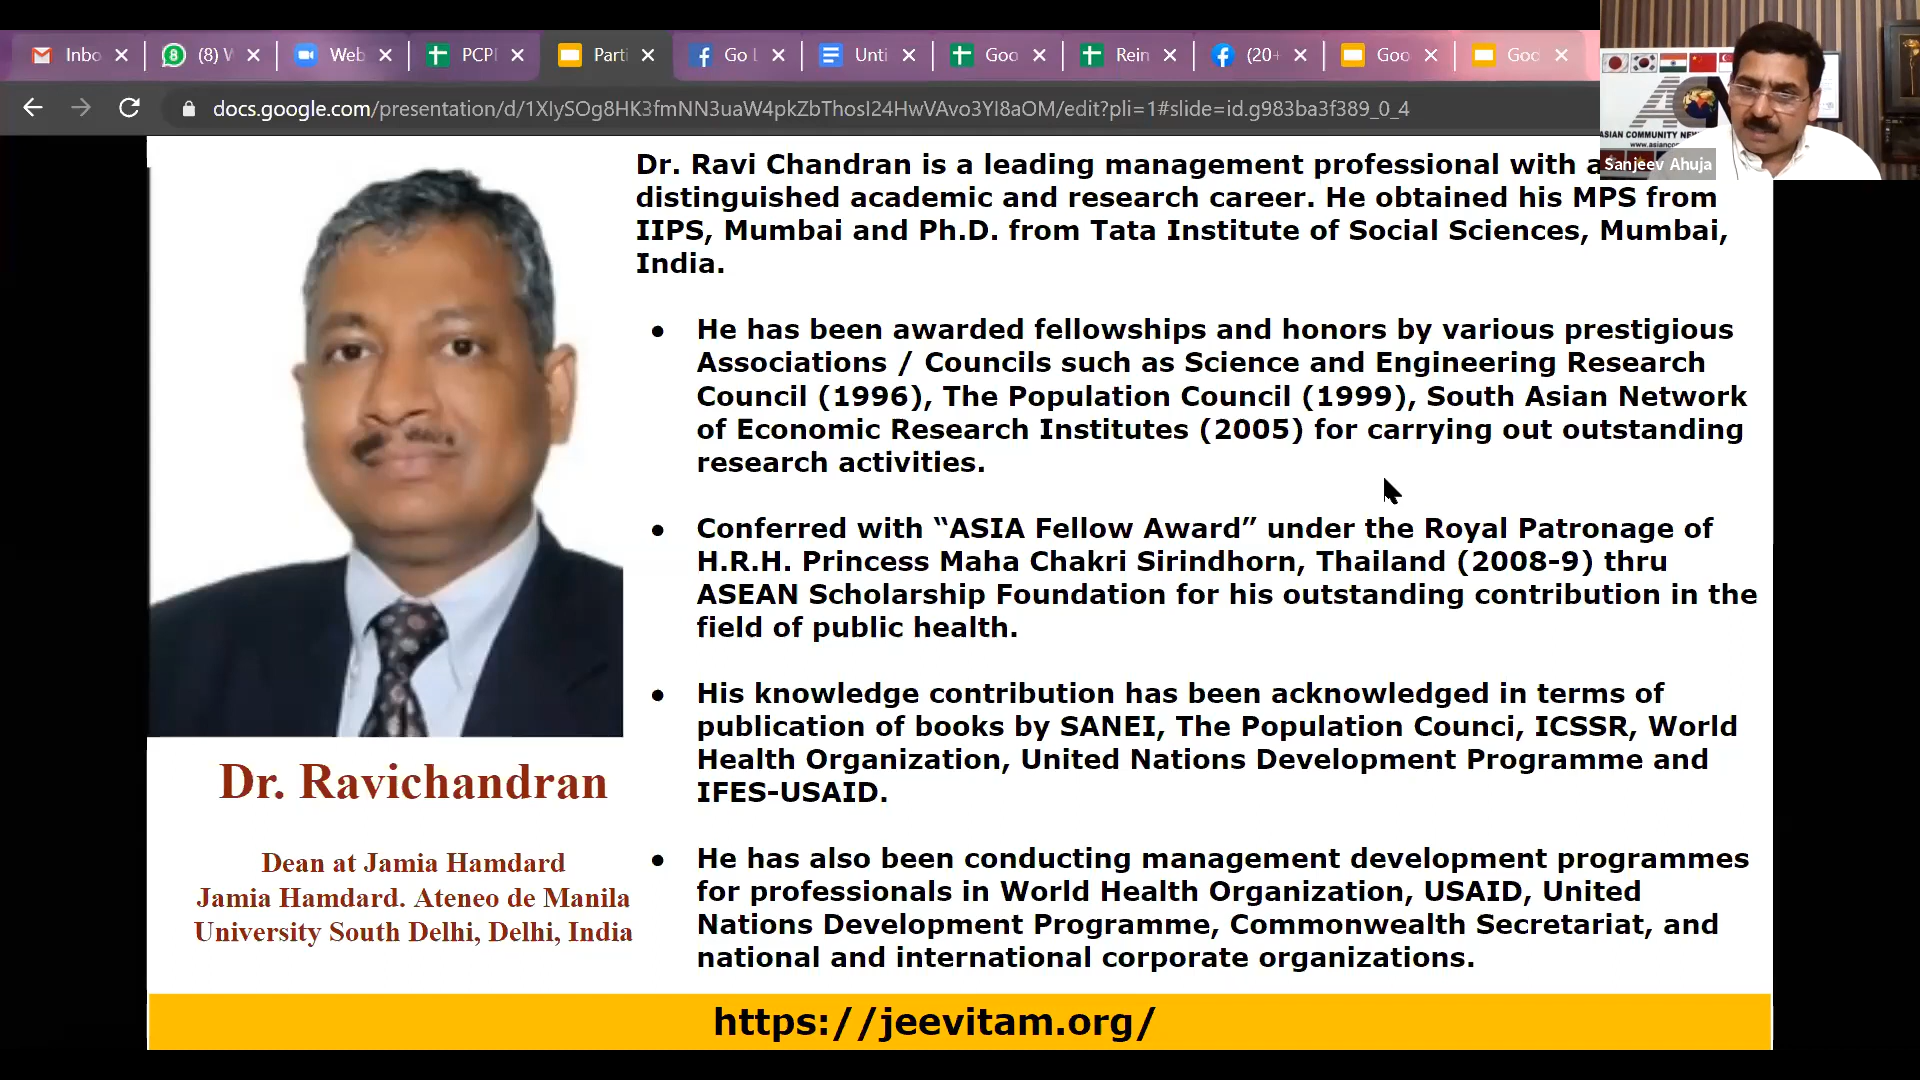 Inbo
(8) W
Web
PCPI
Parti
Go L
Unti
Goo
Rein
(20+
Goo
Goo
docs.google.com/presentation/d/1XIySOg8HK3fmNN3uaW4pkZbThosI24HwVAvo3YI8aOM/edit?pli=1#slide=id.g983ba3f389_0_4
ASIAN COMMUNITY NEW
www.asiancom
Sanjeev Ahuja
Dr. Ravi Chandran is a leading management professional with a
distinguished academic and research career. He obtained his MPS from
IIPS, Mumbai and Ph.D. from Tata Institute of Social Sciences, Mumbai,
India.
● He has been awarded fellowships and honors by various prestigious
Associations / Councils such as Science and Engineering Research
Council (1996), The Population Council (1999), South Asian Network
of Economic Research Institutes (2005) for carrying out outstanding
research activities.
● Conferred with “ASIA Fellow Award” under the Royal Patronage of
H.R.H. Princess Maha Chakri Sirindhorn, Thailand (2008-9) thru
ASEAN Scholarship Foundation for his outstanding contribution in the
field of public health.
● His knowledge contribution has been acknowledged in terms of
publication of books by SANEI, The Population Counci, ICSSR, World
Health Organization, United Nations Development Programme and
IFES-USAID.
● He has also been conducting management development programmes
for professionals in World Health Organization, USAID, United
Nations Development Programme, Commonwealth Secretariat, and
national and international corporate organizations.
Dr. Ravichandran
Dean at Jamia Hamdard
Jamia Hamdard. Ateneo de Manila
University South Delhi, Delhi, India
https://jeevitam.org/